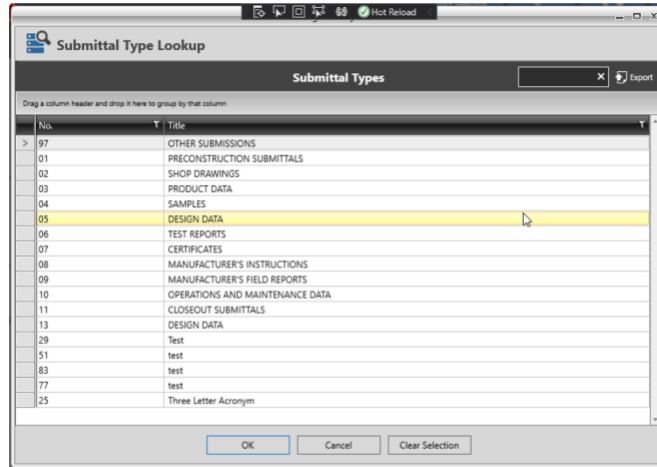 Hot Reload
Submittal Type Lookup
Submittal Types
Export
Drag a column header and drop it here to group by that column
No. Title
97 OTHER SUBMISSIONS
01 PRECONSTRUCTION SUBMITTALS
02 SHOP DRAWINGS
03 PRODUCT DATA
04 SAMPLES
05 DESIGN DATA
06 TEST REPORTS
07 CERTIFICATES
08 MANUFACTURER'S INSTRUCTIONS
09 MANUFACTURER'S FIELD REPORTS
10 OPERATIONS AND MAINTENANCE DATA
11 CLOSEOUT SUBMITTALS
13 DESIGN DATA
29 Test
51 test
83 test
77 test
25 Three Letter Acronym
OK Cancel Clear Selection